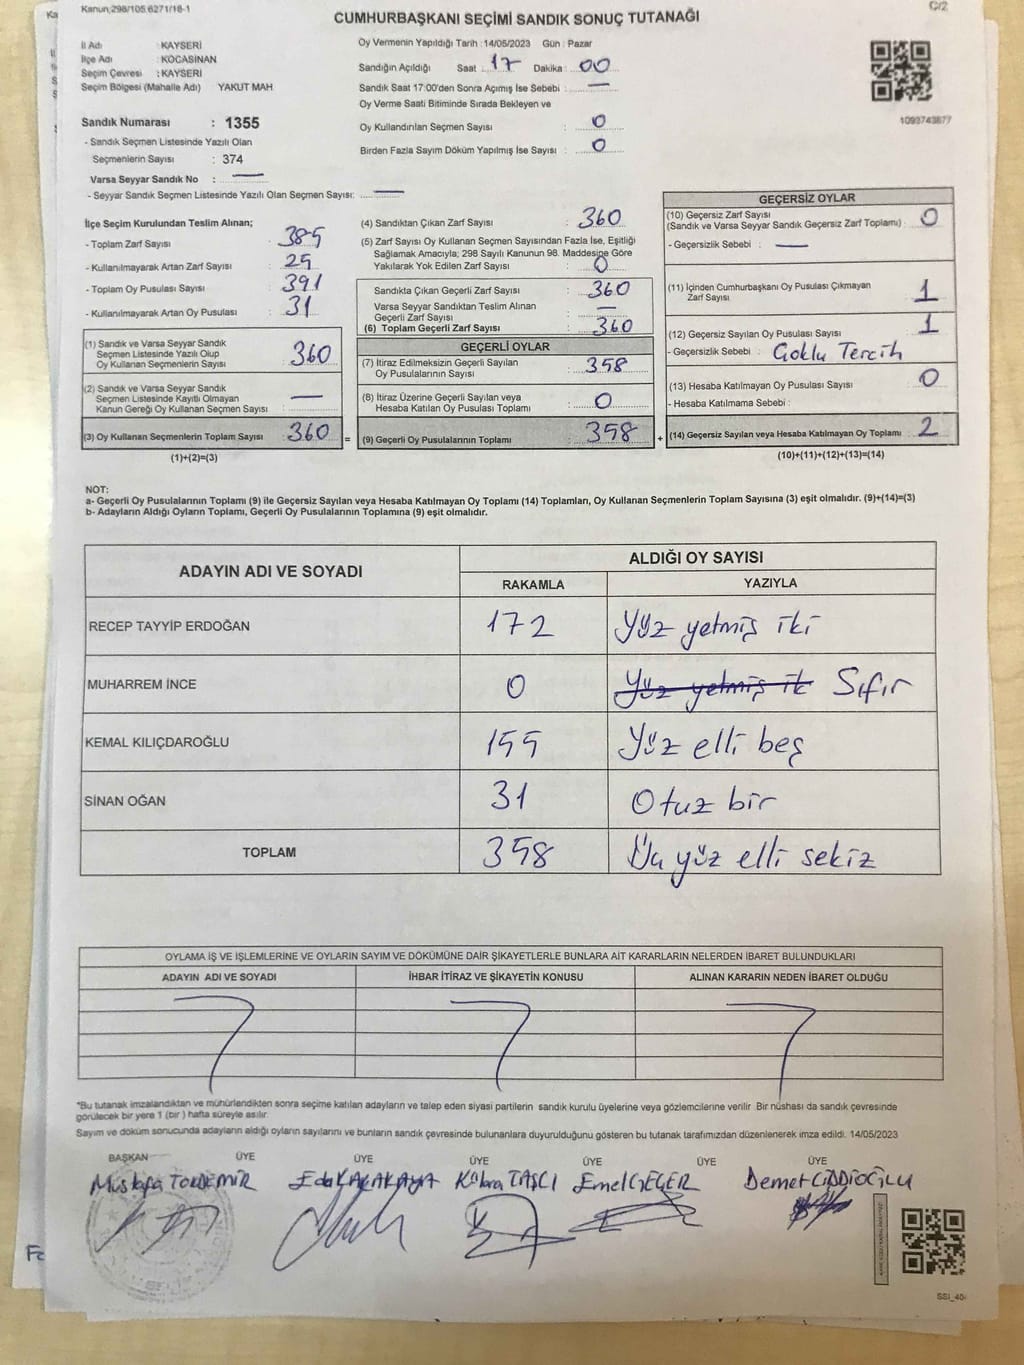 Kanun:298/105,6271/18-1
C/2
CUMHURBAŞKANI SEÇİMİ SANDIK SONUÇ TUTANAĞI
İl Adı : KAYSERİ
İlçe Adı : KOCASİNAN
Seçim Çevresi : KAYSERİ
Seçim Bölgesi (Mahalle Adı) YAKUT MAH
Sandık Numarası : 1355
- Sandık Seçmen Listesinde Yazılı Olan
Seçmenlerin Sayısı : 374
Varsa Seyyar Sandık No : —
- Seyyar Sandık Seçmen Listesinde Yazılı Olan Seçmen Sayısı: —
Oy Vermenin Yapıldığı Tarih :14/05/2023 Gün : Pazar
Sandığın Açıldığı Saat : 17 Dakika : 00
Sandık Saat 17:00'den Sonra Açımış İse Sebebi : —
Oy Verme Saati Bitiminde Sırada Bekleyen ve
Oy Kullandırılan Seçmen Sayısı : 0
Birden Fazla Sayım Döküm Yapılmış İse Sayısı : 0
1093743877
İlçe Seçim Kurulundan Teslim Alınan;
- Toplam Zarf Sayısı : 385
- Kullanılmayarak Artan Zarf Sayısı : 25
- Toplam Oy Pusulası Sayısı : 391
- Kullanılmayarak Artan Oy Pusulası : 31
(1) Sandık ve Varsa Seyyar Sandık
Seçmen Listesinde Yazılı Olup
Oy Kullanan Seçmenlerin Sayısı : 360
(2) Sandık ve Varsa Seyyar Sandık
Seçmen Listesinde Kayıtlı Olmayan
Kanun Gereği Oy Kullanan Seçmen Sayısı : —
(3) Oy Kullanan Seçmenlerin Toplam Sayısı : 360 =
(1)+(2)=(3)
(4) Sandıktan Çıkan Zarf Sayısı : 360
(5) Zarf Sayısı Oy Kullanan Seçmen Sayısından Fazla İse, Eşitliği
Sağlamak Amacıyla; 298 Sayılı Kanunun 98. Maddesine Göre
Yakılarak Yok Edilen Zarf Sayısı : 0
Sandıkta Çıkan Geçerli Zarf Sayısı : 360
Varsa Seyyar Sandıktan Teslim Alınan
Geçerli Zarf Sayısı : —
(6) Toplam Geçerli Zarf Sayısı : 360
GEÇERLİ OYLAR
(7) İtiraz Edilmeksizin Geçerli Sayılan
Oy Pusulalarının Sayısı : 358
(8) İtiraz Üzerine Geçerli Sayılan veya
Hesaba Katılan Oy Pusulası Toplamı : 0
(9) Geçerli Oy Pusulalarının Toplamı : 358 +
GEÇERSİZ OYLAR
(10) Geçersiz Zarf Sayısı
(Sandık ve Varsa Seyyar Sandık Geçersiz Zarf Toplamı) : 0
- Geçersizlik Sebebi : —
(11) İçinden Cumhurbaşkanı Oy Pusulası Çıkmayan
Zarf Sayısı : 1
(12) Geçersiz Sayılan Oy Pusulası Sayısı : 1
- Geçersizlik Sebebi : Çoklu Tercih
(13) Hesaba Katılmayan Oy Pusulası Sayısı : 0
- Hesaba Katılmama Sebebi :
(14) Geçersiz Sayılan veya Hesaba Katılmayan Oy Toplamı : 2
(10)+(11)+(12)+(13)=(14)
NOT:
a- Geçerli Oy Pusulalarının Toplamı (9) ile Geçersiz Sayılan veya Hesaba Katılmayan Oy Toplamı (14) Toplamları, Oy Kullanan Seçmenlerin Toplam Sayısına (3) eşit olmalıdır. (9)+(14)=(3)
b- Adayların Aldığı Oyların Toplamı, Geçerli Oy Pusulalarının Toplamına (9) eşit olmalıdır.
ADAYIN ADI VE SOYADI ALDIĞI OY SAYISI
RAKAMLA YAZIYLA
RECEP TAYYİP ERDOĞAN 172 Yüz yetmiş iki
MUHARREM İNCE 0 Yüz yetmiş ik Sıfır
KEMAL KILIÇDAROĞLU 155 Yüz elli beş
SİNAN OĞAN 31 Otuz bir
TOPLAM 358 Üç yüz elli sekiz
OYLAMA İŞ VE İŞLEMLERİNE VE OYLARIN SAYIM VE DÖKÜMÜNE DAİR ŞİKAYETLERLE BUNLARA AİT KARARLARIN NELERDEN İBARET BULUNDUKLARI
ADAYIN ADI VE SOYADI İHBAR İTİRAZ VE ŞİKAYETİN KONUSU ALINAN KARARIN NEDEN İBARET OLDUĞU
*Bu tutanak imzalandıktan ve mühürlendikten sonra seçime katılan adayların ve talep eden siyasi partilerin sandık kurulu üyelerine veya gözlemcilerine verilir. Bir nüshası da sandık çevresinde
görülecek bir yere 1 (bir ) hafta süreyle asılır.
Sayım ve döküm sonucunda adayların aldığı oyların sayılarını ve bunların sandık çevresinde bulunanlara duyurulduğunu gösteren bu tutanak tarafımızdan düzenlenerek imza edildi. 14/05/2023
BAŞKAN ÜYE ÜYE ÜYE ÜYE ÜYE ÜYE
Mustafa TOKDEMİR Eda KARAKAYA Kübra TAŞCI Emel GEÇER Demet CİDDİOĞLU